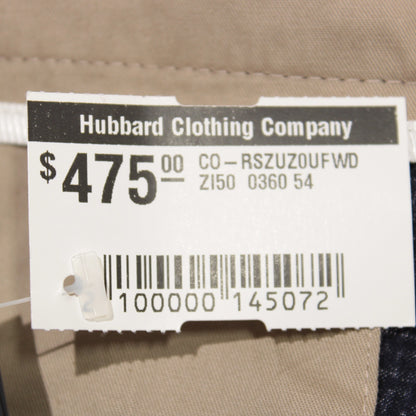 Hubbard Clothing Company
$475.00 CO-RSZUZ0UFWD
ZI50 0360 54
100000 145072